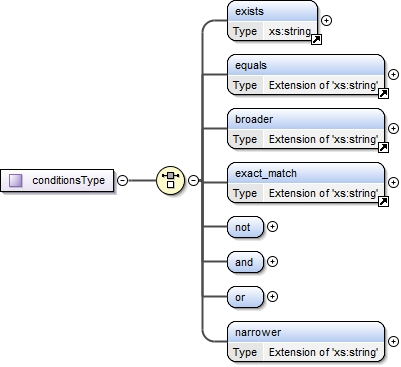 exists
Type xs:string
equals
Type Extension of 'xs:string'
broader
Type Extension of 'xs:string'
exact_match
Type Extension of 'xs:string'
conditionsType
not
and
or
narrower
Type Extension of 'xs:string'